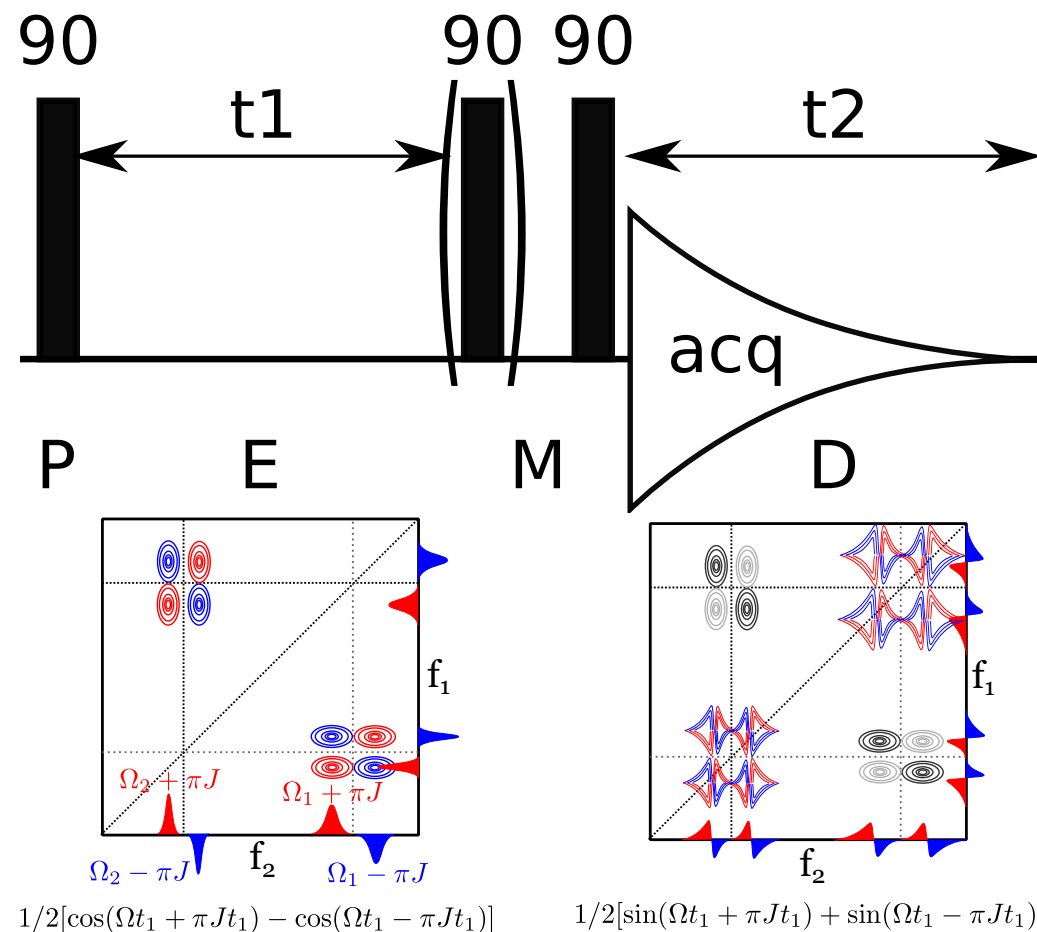 90 90 90
t1 t2
acq
P E M D
f₁
f₁
Ω₂ + πJ
Ω₁ + πJ
f₂
Ω₂ − πJ
Ω₁ − πJ
f₂
1/2[cos(Ωt₁ + πJt₁) − cos(Ωt₁ − πJt₁)]
1/2[sin(Ωt₁ + πJt₁) + sin(Ωt₁ − πJt₁)